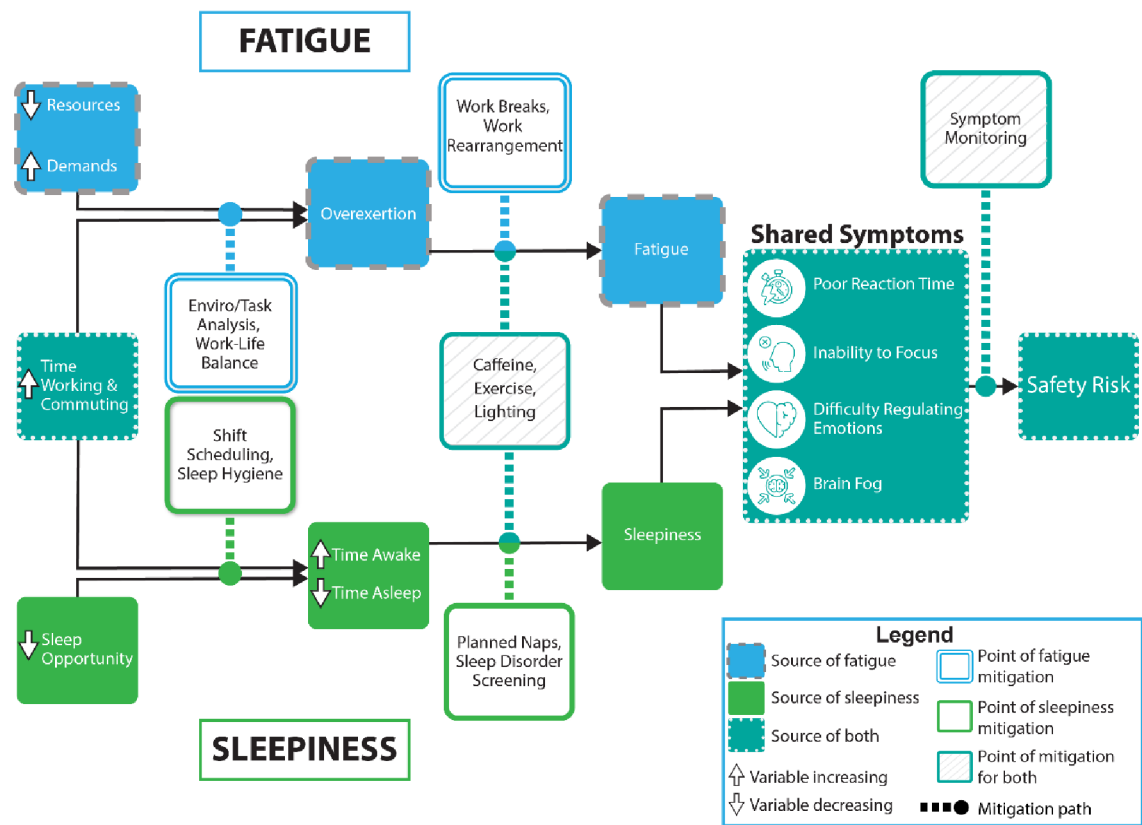 FATIGUE
Resources
Demands
Overexertion
Work Breaks,
Work
Rearrangement
Symptom
Monitoring
Fatigue
Enviro/Task
Analysis,
Work-Life
Balance
Time
Working &
Commuting
Shift
Scheduling,
Sleep Hygiene
Caffeine,
Exercise,
Lighting
Shared Symptoms
Poor Reaction Time
Inability to Focus
Difficulty Regulating
Emotions
Brain Fog
Safety Risk
Sleep
Opportunity
Time Awake
Time Asleep
Sleepiness
Planned Naps,
Sleep Disorder
Screening
SLEEPINESS
Legend
Source of fatigue
Source of sleepiness
Source of both
Variable increasing
Variable decreasing
Point of fatigue
mitigation
Point of sleepiness
mitigation
Point of mitigation
for both
Mitigation path